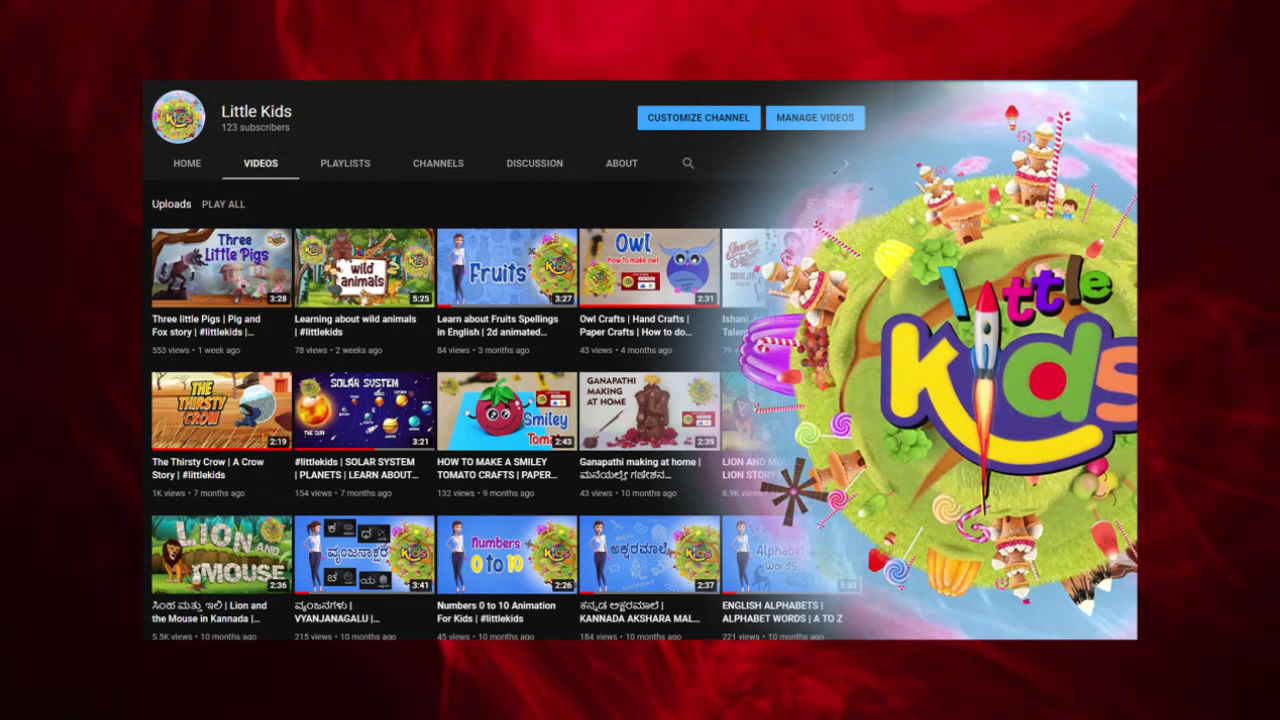 Little Kids
123 subscribers
CUSTOMIZE CHANNEL
MANAGE VIDEOS
HOME
VIDEOS
PLAYLISTS
CHANNELS
DISCUSSION
ABOUT
Uploads
PLAY ALL
Three
Little Pigs
3:28
wild
animals
5:25
Fruits
3:27
Owl
how to make owl
2:31
Three little Pigs | Pig and
Fox story | #littlekids |...
553 views • 1 week ago
Learning about wild animals
| #littlekids
78 views • 2 weeks ago
Learn about Fruits Spellings
in English | 2d animated...
84 views • 3 months ago
Owl Crafts | Hand Crafts |
Paper Crafts | How to do...
43 views • 4 months ago
Little
Kids
THE
THIRSTY
CROW
2:19
SOLAR SYSTEM
THE SUN
3:21
Smiley
2:43
GANAPATHI
MAKING
AT HOME
2:39
The Thirsty Crow | A Crow
Story | #littlekids
1K views • 7 months ago
#littlekids | SOLAR SYSTEM
| PLANETS | LEARN ABOUT...
154 views • 7 months ago
HOW TO MAKE A SMILEY
TOMATO CRAFTS | PAPER...
132 views • 9 months ago
Ganapathi making at home |
ಮನೆಯಲ್ಲೆ ಗಣೇಶನ...
43 views • 10 months ago
LION AND
LION STORY
8.9K views
LION AND
MOUSE
2:36
ವ್ಯಂಜನಾಕ್ಷರ
3:41
Numbers
0 to 10
2:26
ಅಕ್ಷರಮಾಲೆ
2:37
Alphabet
Words
3:53
ಸಿಂಹ ಮತ್ತು ಇಲಿ | Lion and
the Mouse in Kannada |...
5.5K views • 10 months ago
ವ್ಯಂಜನಗಳು |
VYANJANAGALU |...
215 views • 10 months ago
Numbers 0 to 10 Animation
For Kids | #littlekids
45 views • 10 months ago
ಕನ್ನಡ ಅಕ್ಷರಮಾಲೆ |
KANNADA AKSHARA MAL...
184 views • 10 months ago
ENGLISH ALPHABETS |
ALPHABET WORDS | A TO Z
221 views • 10 months ago